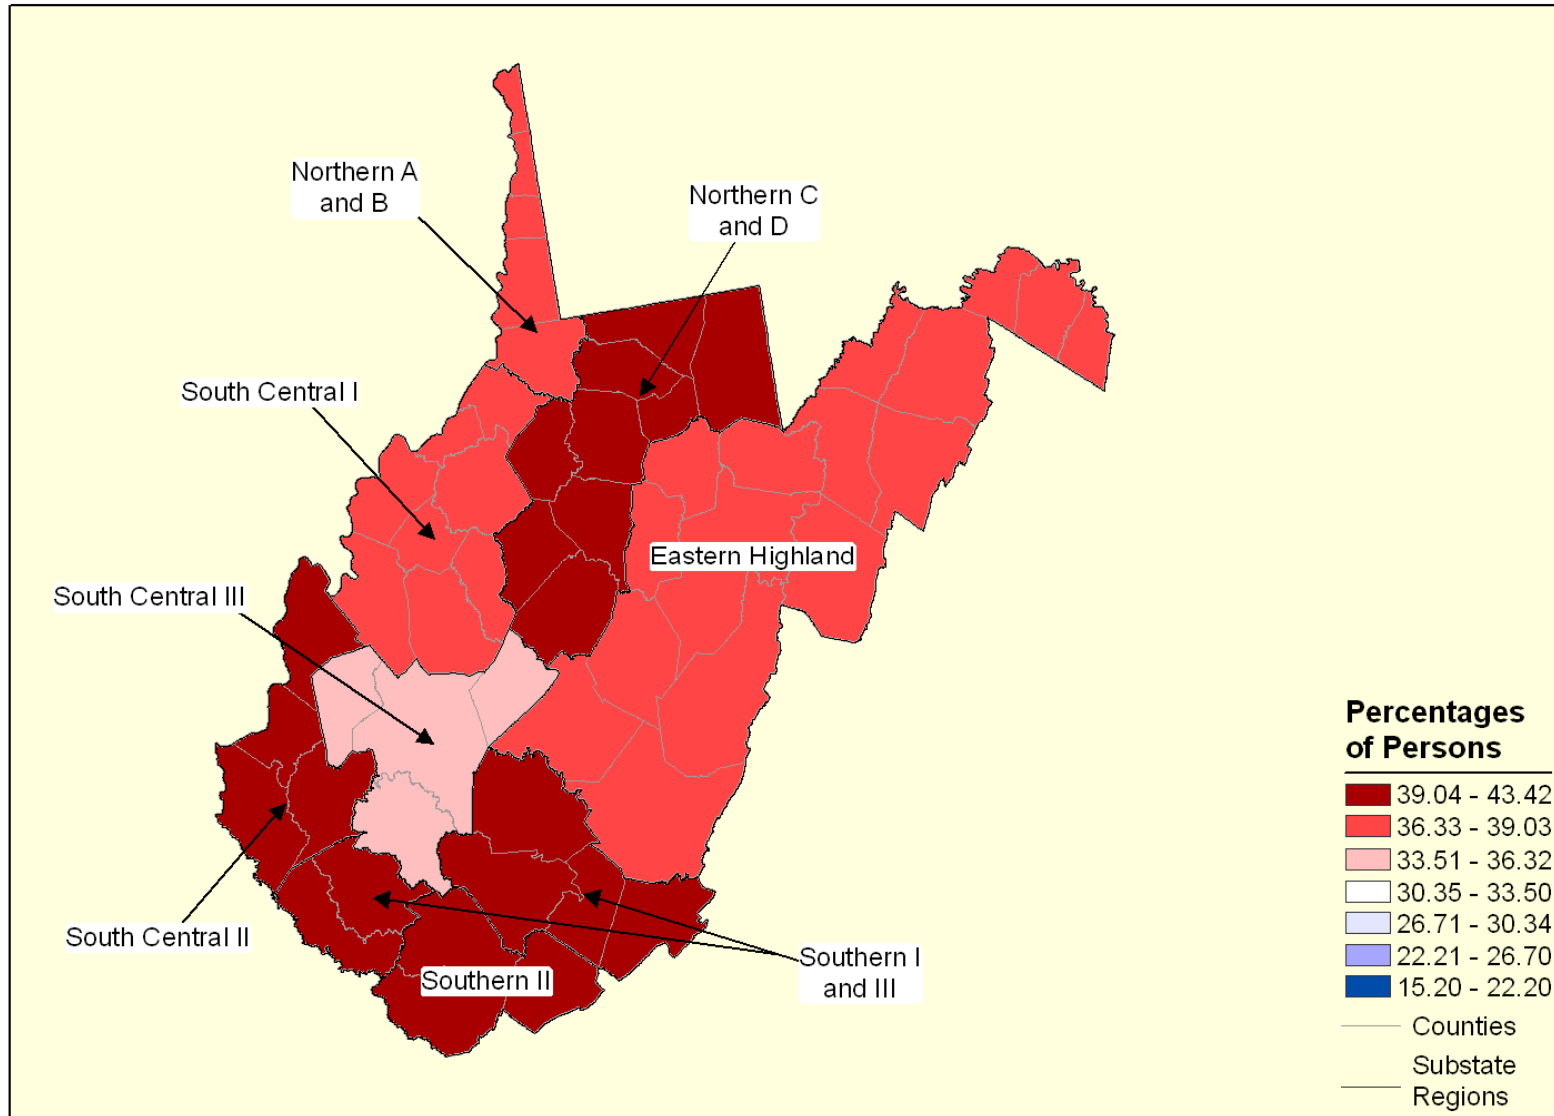 Northern A
and B
Northern C
and D
South Central I
Eastern Highland
South Central III
South Central II
Southern II
Southern I
and III
Percentages
of Persons
39.04 - 43.42
36.33 - 39.03
33.51 - 36.32
30.35 - 33.50
26.71 - 30.34
22.21 - 26.70
15.20 - 22.20
Counties
Substate
Regions